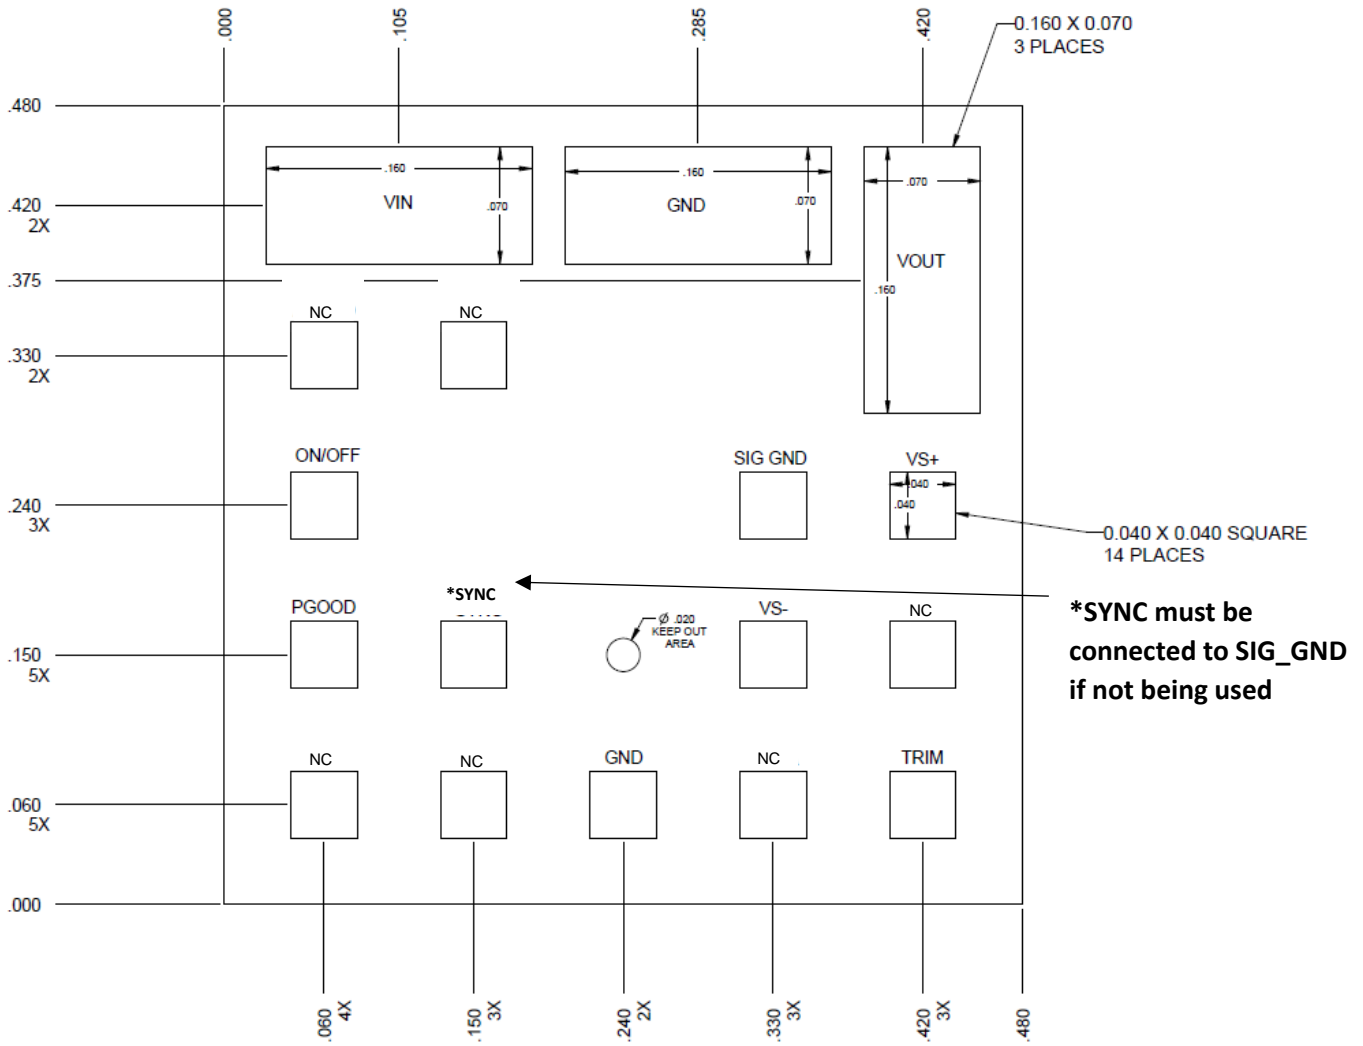 .000
.105
.285
.420
0.160 X 0.070
3 PLACES
.480
.160
.160
.070
VIN
.070
GND
.070
.420
2X
VOUT
.375
.160
NC
NC
.330
2X
ON/OFF
SIG GND
VS+
.040
.040
.240
3X
0.040 X 0.040 SQUARE
14 PLACES
*SYNC
PGOOD
Ø .020
KEEP OUT
AREA
VS-
NC
*SYNC must be
connected to SIG_GND
if not being used
.150
5X
NC
NC
GND
NC
TRIM
.060
5X
.000
.060 4X
.150 3X
.240 2X
.330 3X
.420 3X
.480